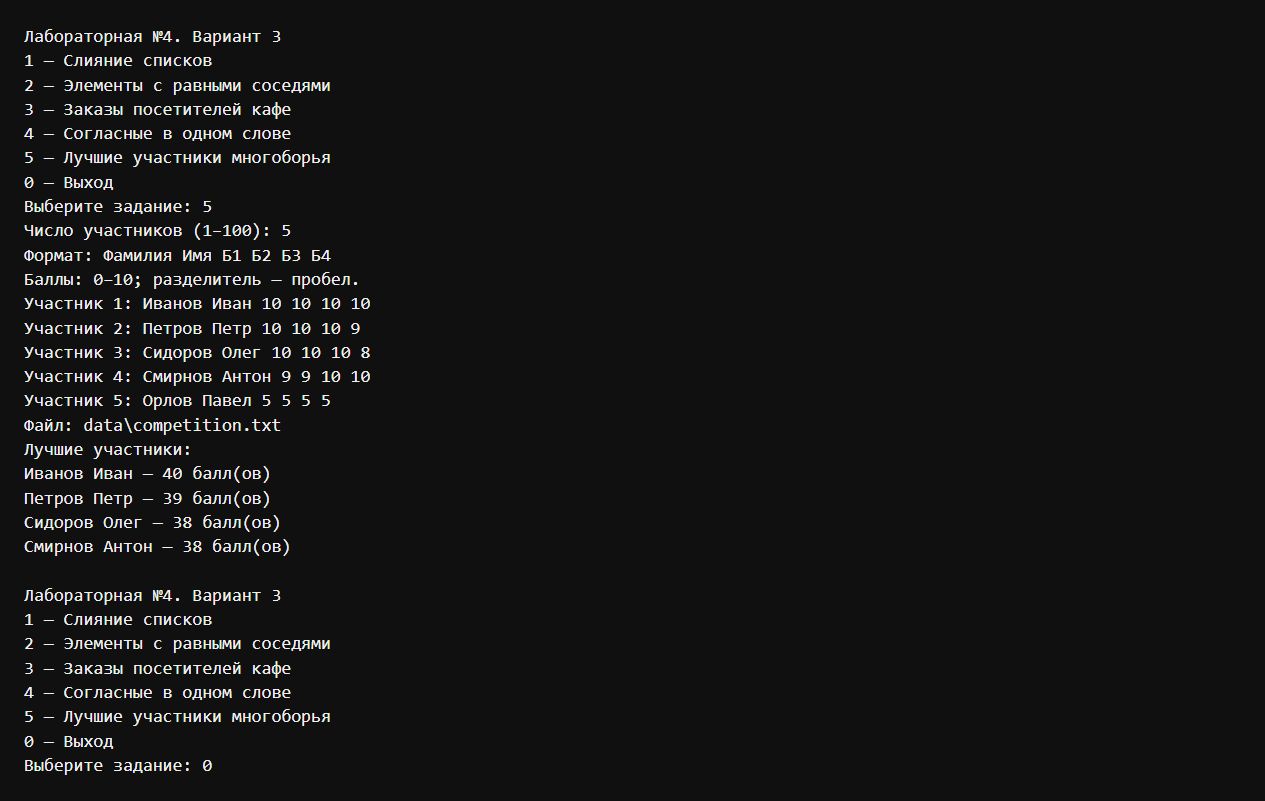 Лабораторная №4. Вариант 3
1 — Слияние списков
2 — Элементы с равными соседями
3 — Заказы посетителей кафе
4 — Согласные в одном слове
5 — Лучшие участники многоборья
0 — Выход
Выберите задание: 5
Число участников (1–100): 5
Формат: Фамилия Имя Б1 Б2 Б3 Б4
Баллы: 0–10; разделитель — пробел.
Участник 1: Иванов Иван 10 10 10 10
Участник 2: Петров Петр 10 10 10 9
Участник 3: Сидоров Олег 10 10 10 8
Участник 4: Смирнов Антон 9 9 10 10
Участник 5: Орлов Павел 5 5 5 5
Файл: data\competition.txt
Лучшие участники:
Иванов Иван — 40 балл(ов)
Петров Петр — 39 балл(ов)
Сидоров Олег — 38 балл(ов)
Смирнов Антон — 38 балл(ов)
Лабораторная №4. Вариант 3
1 — Слияние списков
2 — Элементы с равными соседями
3 — Заказы посетителей кафе
4 — Согласные в одном слове
5 — Лучшие участники многоборья
0 — Выход
Выберите задание: 0